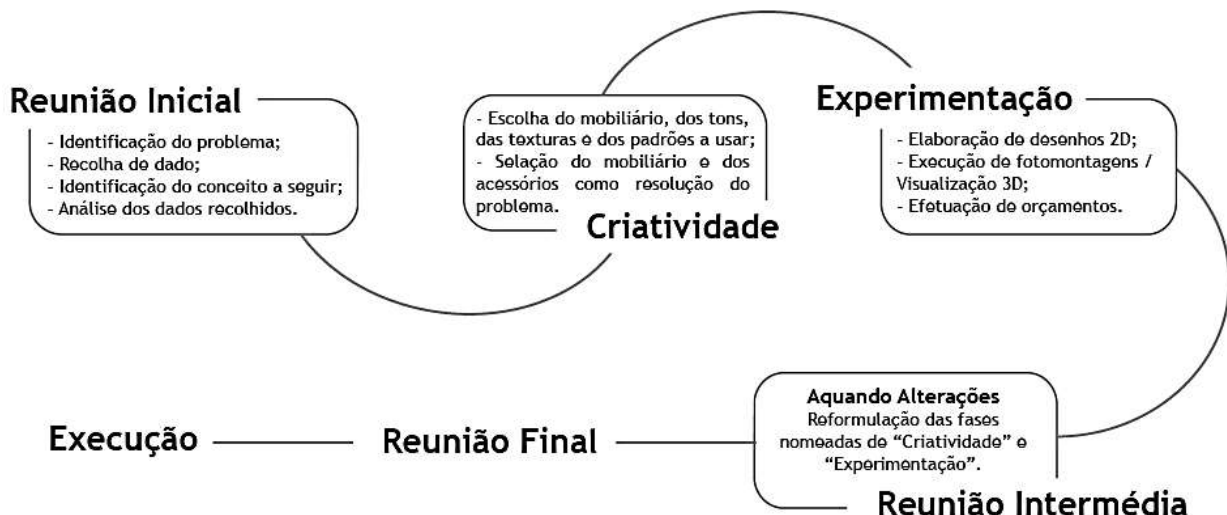 Reunião Inicial
- Identificação do problema;
- Recolha de dado;
- Identificação do conceito a seguir;
- Análise dos dados recolhidos.
- Escolha do mobiliário, dos tons,
das texturas e dos padrões a usar;
- Selação do mobiliário e dos
acessórios como resolução do
problema.
Criatividade
Experimentação
- Elaboração de desenhos 2D;
- Execução de fotomontagens /
Visualização 3D;
- Efetuação de orçamentos.
Aquando Alterações
Reformulação das fases
nomeadas de “Criatividade” e
“Experimentação”.
Reunião Intermédia
Reunião Final
Execução